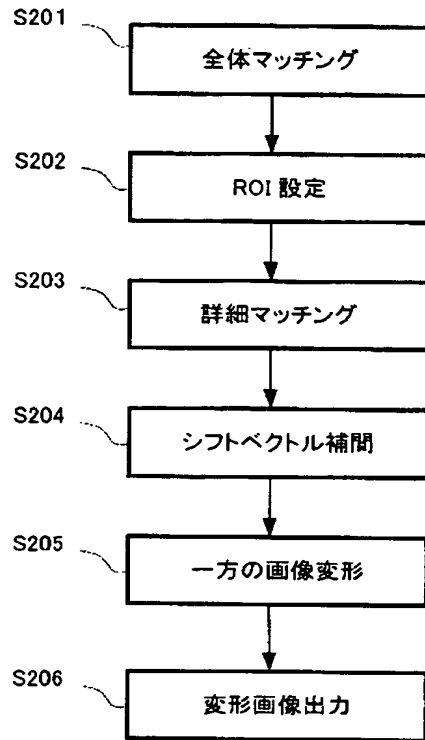 S201
全体マッチング
S202
ROI 設定
S203
詳細マッチング
S204
シフトベクトル補間
S205
一方の画像変形
S206
変形画像出力